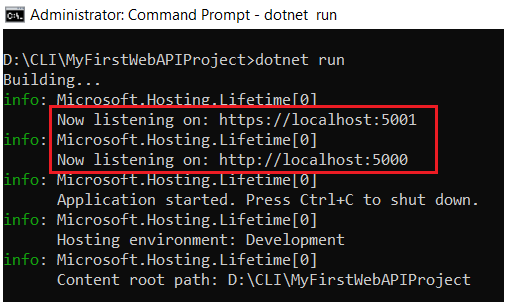 Administrator: Command Prompt - dotnet  run
D:\CLI\MyFirstWebAPIProject>dotnet run
Building...
info: Microsoft.Hosting.Lifetime[0]
Now listening on: https://localhost:5001
info: Microsoft.Hosting.Lifetime[0]
Now listening on: http://localhost:5000
info: Microsoft.Hosting.Lifetime[0]
Application started. Press Ctrl+C to shut down.
info: Microsoft.Hosting.Lifetime[0]
Hosting environment: Development
info: Microsoft.Hosting.Lifetime[0]
Content root path: D:\CLI\MyFirstWebAPIProject